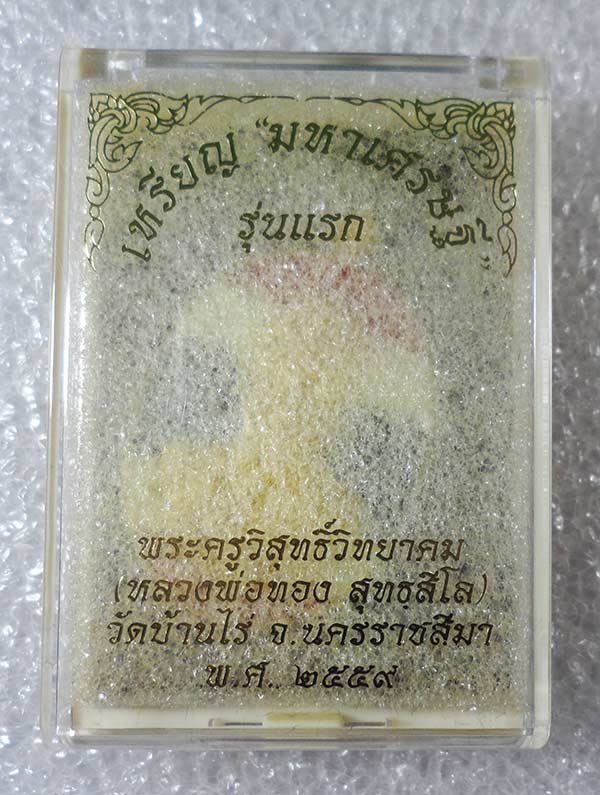 เหรียญ “มหาเศรษฐี”
รุ่นแรก
พระครูวิสุทธิ์วิทยาคม
(หลวงพ่อทอง สุทธสีโล)
วัดบ้านไร่ จ.นครราชสีมา
พ.ศ. ๒๕๕๙